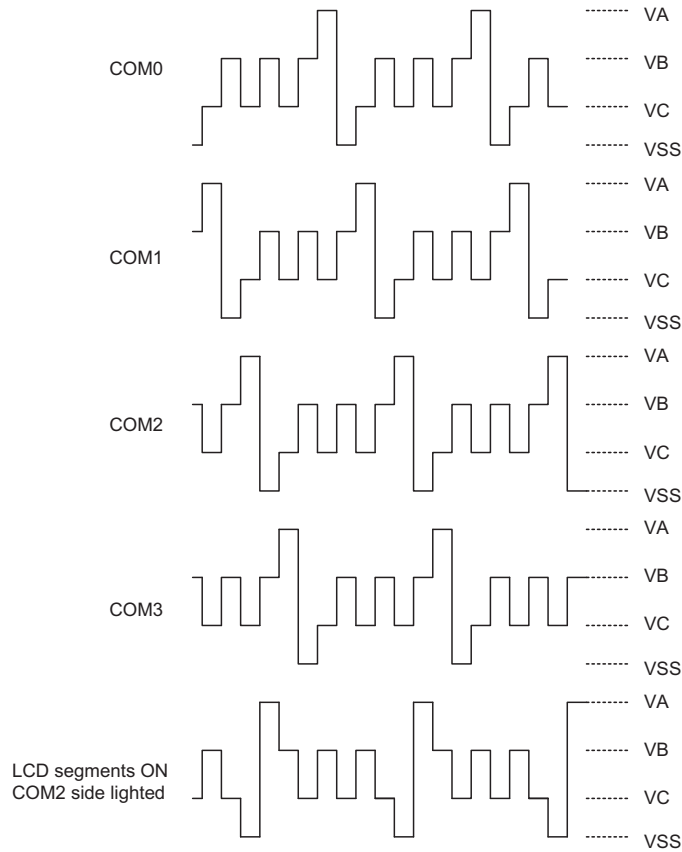 VA
COM0
VB
VC
VSS
VA
COM1
VB
VC
VSS
VA
COM2
VB
VC
VSS
VA
COM3
VB
VC
VSS
VA
VB
LCD segments ON
COM2 side lighted
VC
VSS